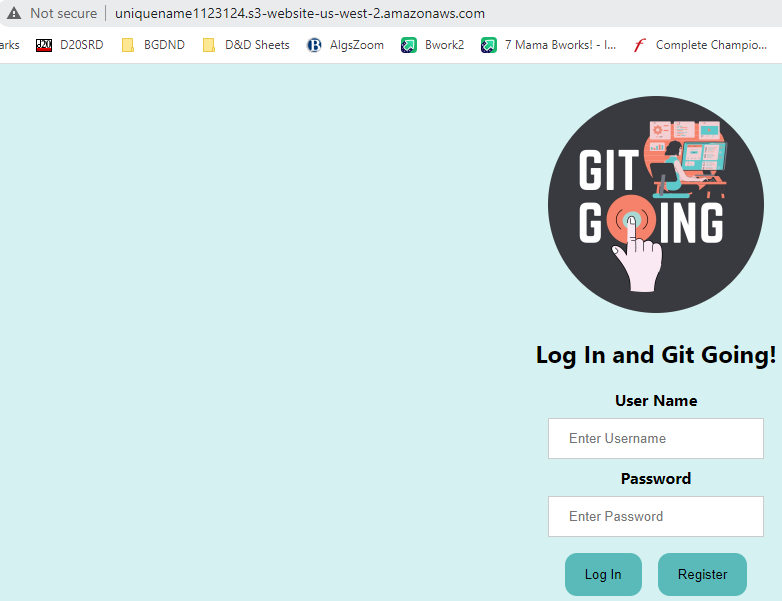 Not secure | uniquename1123124.s3-website-us-west-2.amazonaws.com
arks D20SRD BGDND D&D Sheets AlgsZoom Bwork2 7 Mama Bworks! - I... Complete Champio...
GIT
GOING
Log In and Git Going!
User Name
Enter Username
Password
Enter Password
Log In Register